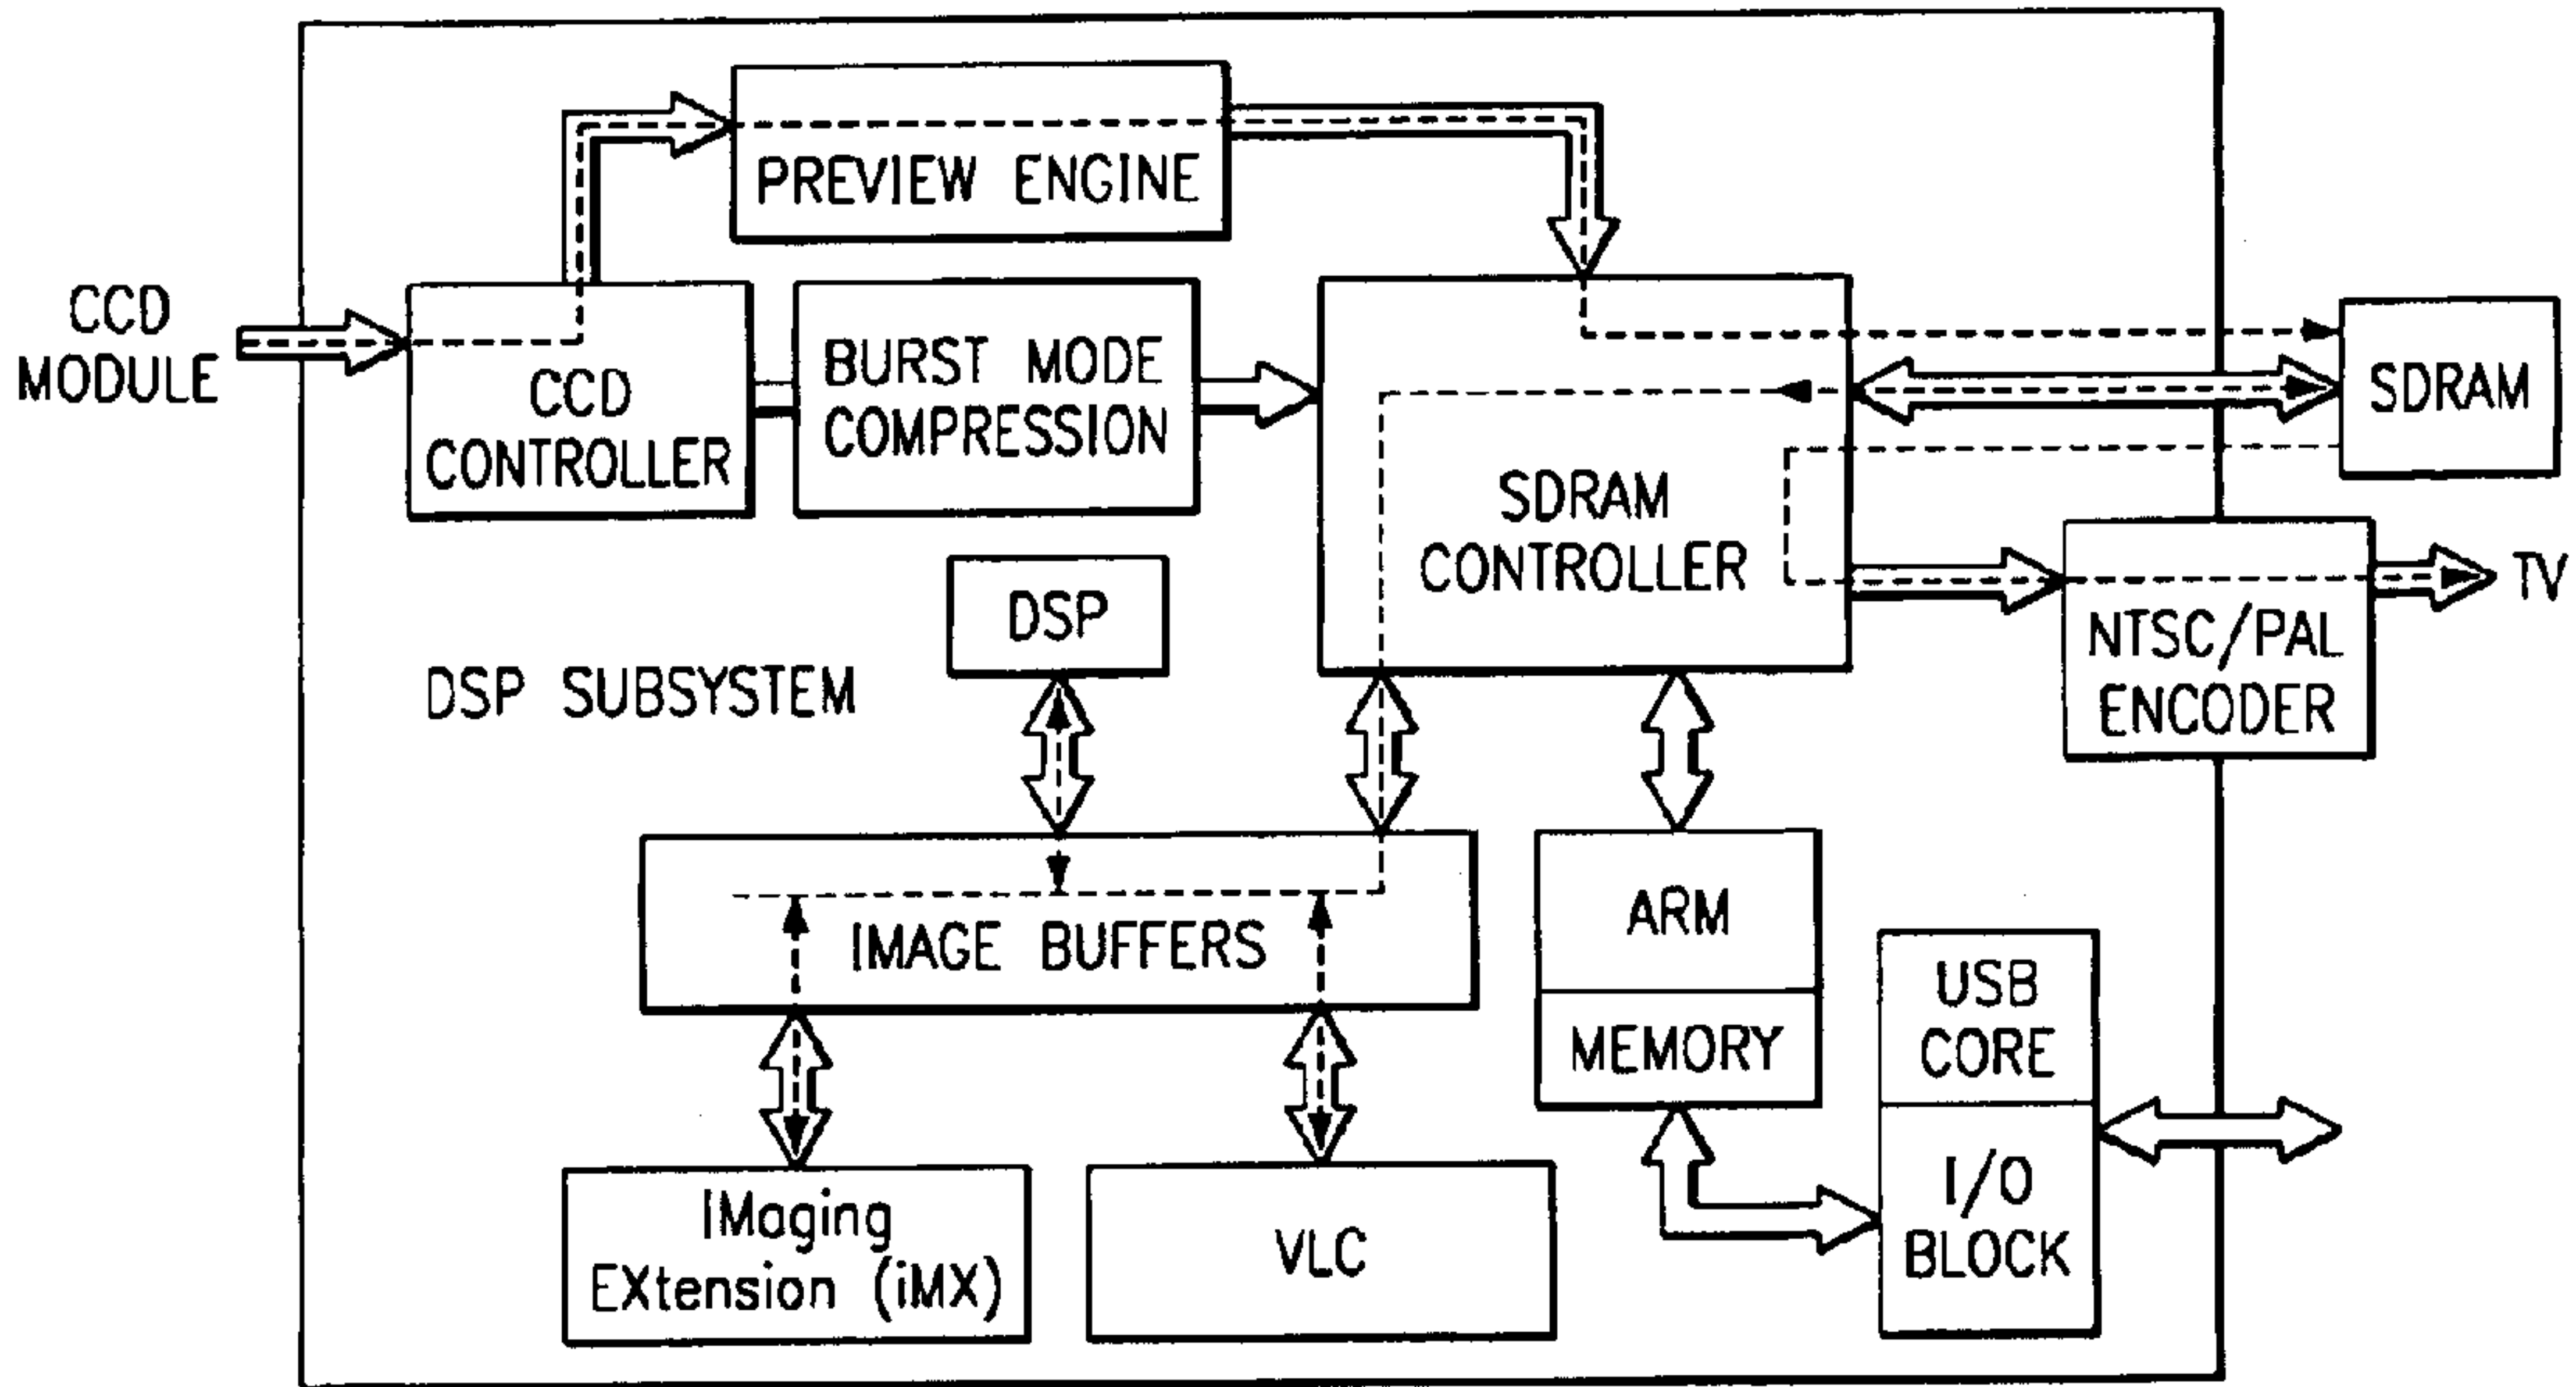 PREVIEW ENGINE
CCD
MODULE
CCD
CONTROLLER
BURST MODE
COMPRESSION
SDRAM
CONTROLLER
SDRAM
DSP
TV
NTSC/PAL
ENCODER
DSP SUBSYSTEM
IMAGE BUFFERS
ARM
MEMORY
USB
CORE
I/O
BLOCK
IMaging
EXtension (iMX)
VLC